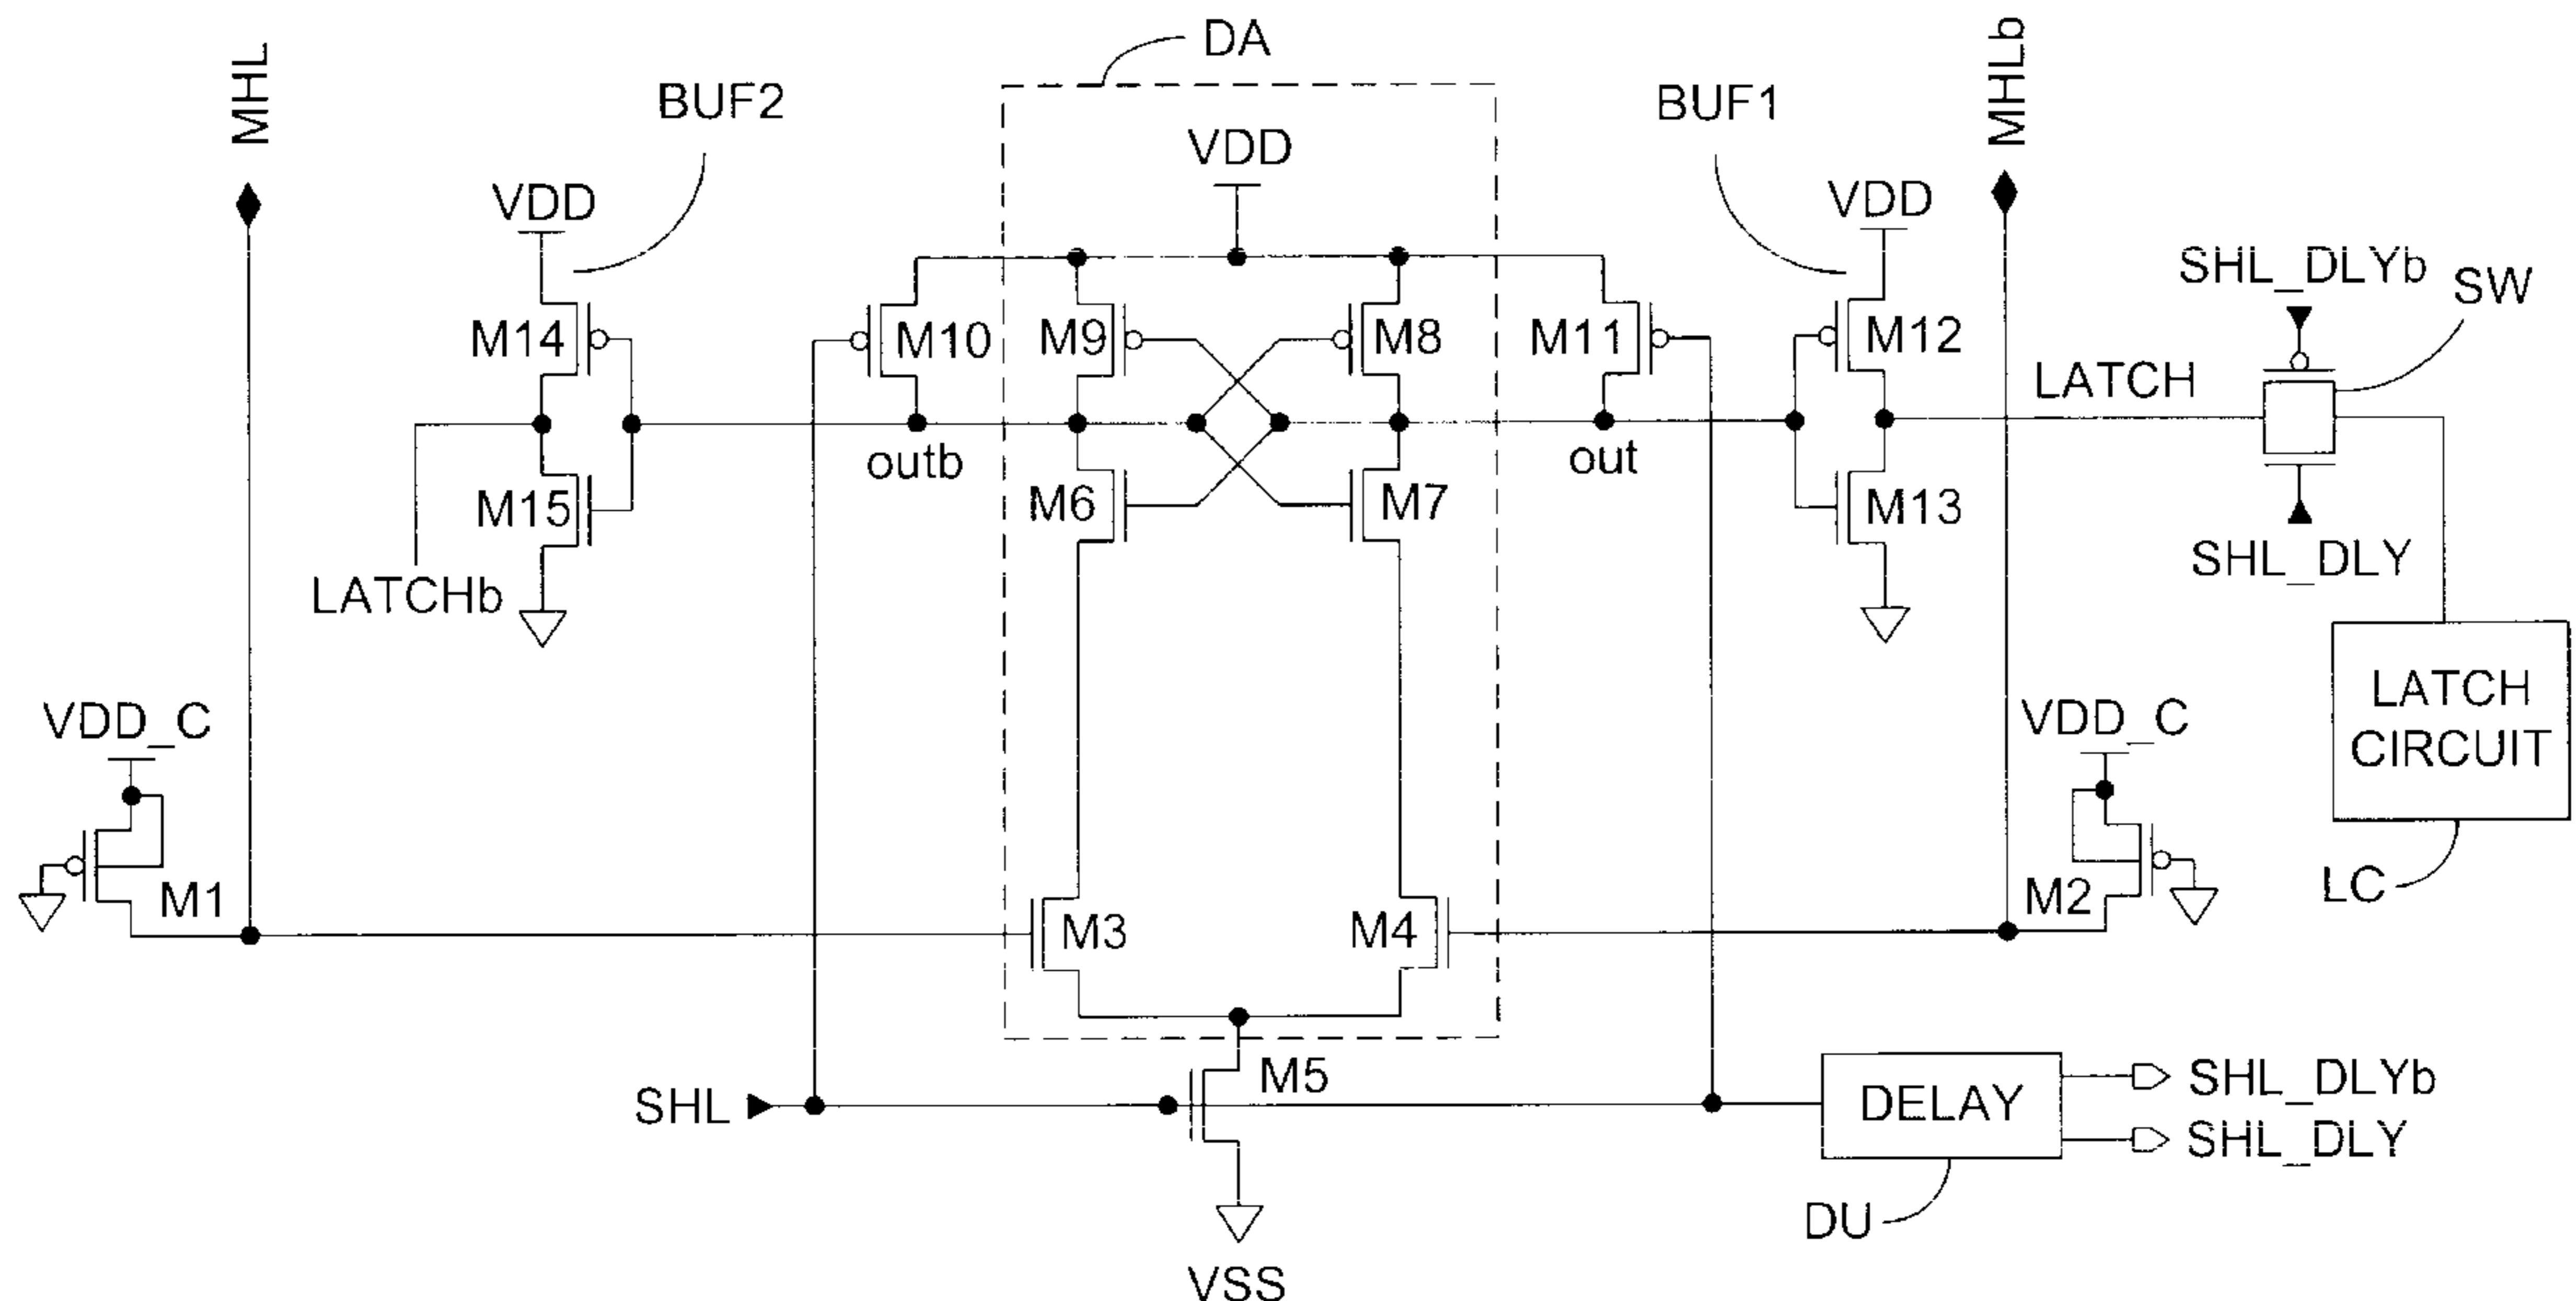 MHL
DA
MHLb
BUF2
BUF1
VDD
VDD
VDD
SHL_DLYb
SW
M14
M10
M9
M8
M11
M12
LATCH
outb
out
M15
M6
M7
M13
SHL_DLY
LATCHb
LATCH
CIRCUIT
VDD_C
VDD_C
M1
M3
M4
M2
LC
M5
SHL
DELAY
SHL_DLYb
SHL_DLY
DU
VSS